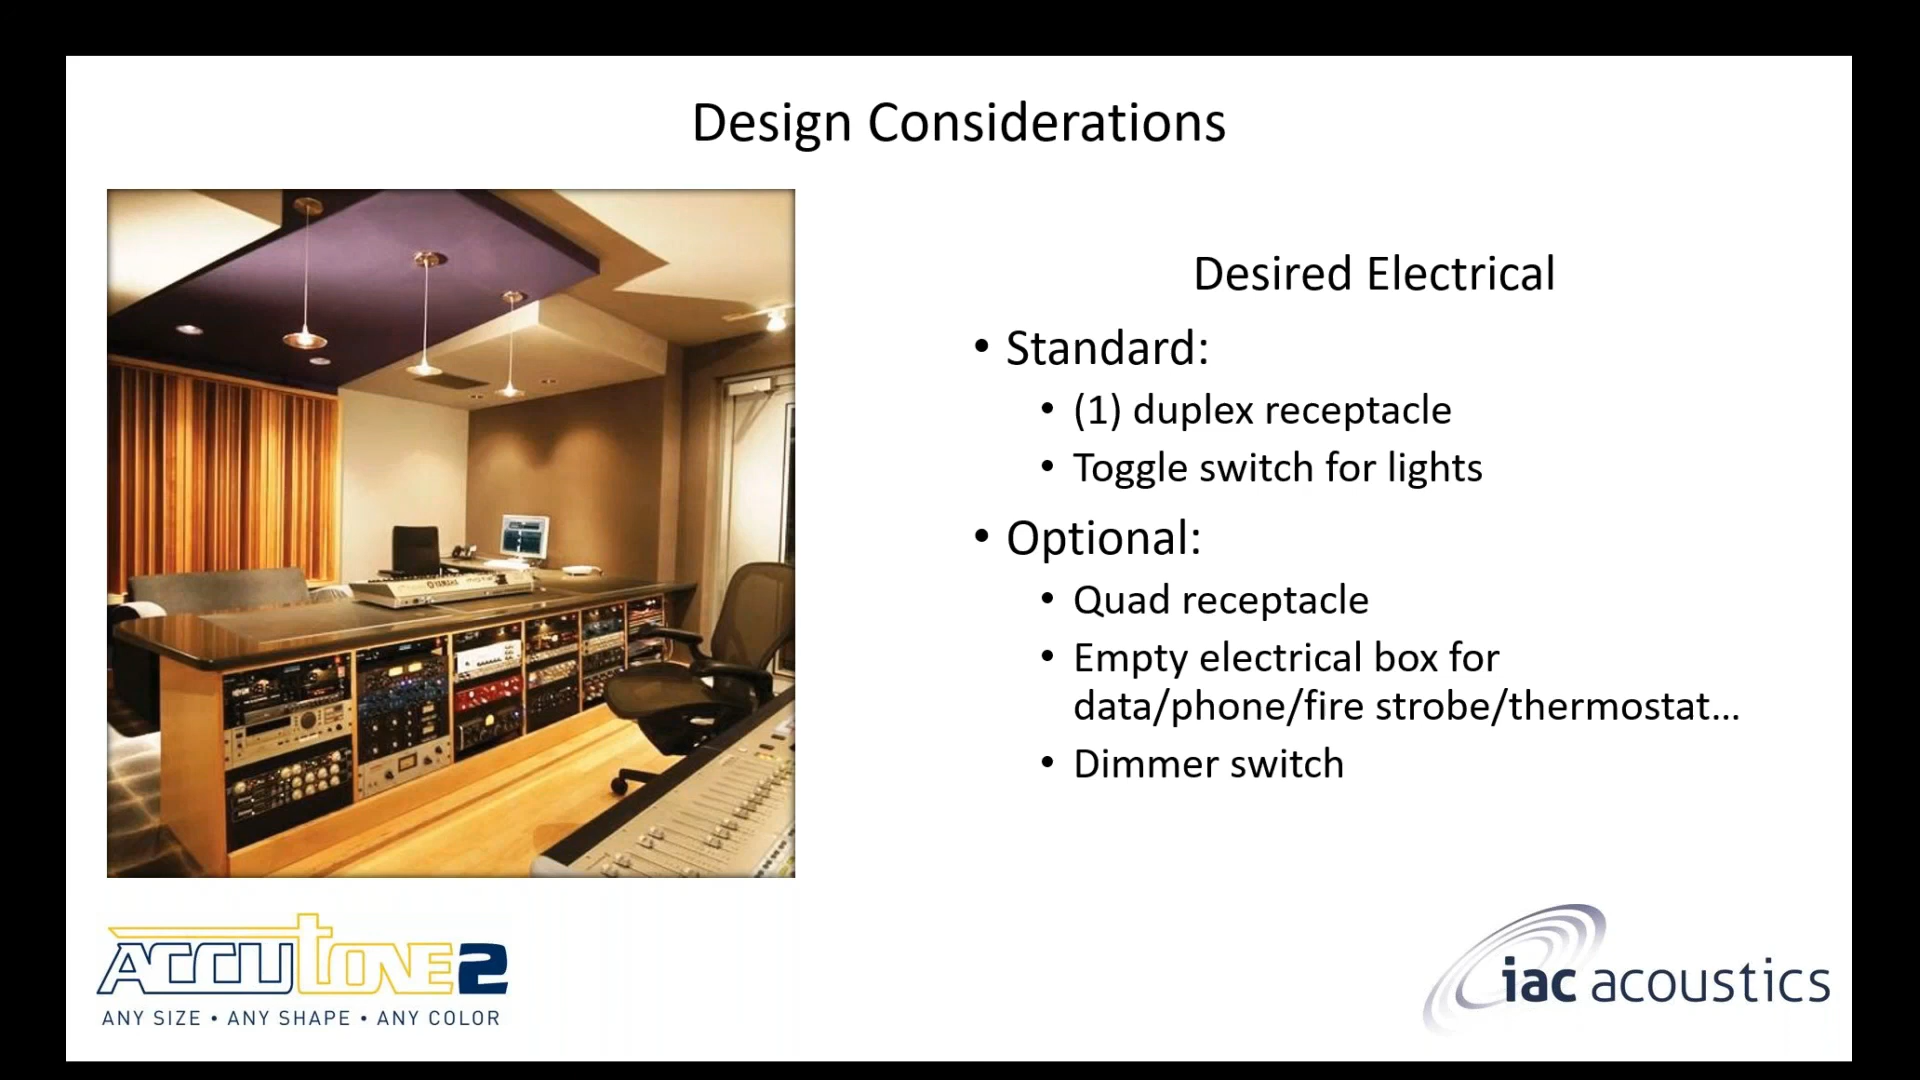 Design Considerations
Desired Electrical
• Standard:
• (1) duplex receptacle
• Toggle switch for lights
• Optional:
• Quad receptacle
• Empty electrical box for
data/phone/fire strobe/thermostat...
• Dimmer switch
YAMAHA
ACCUtONE2
ANY SIZE • ANY SHAPE • ANY COLOR
iac acoustics